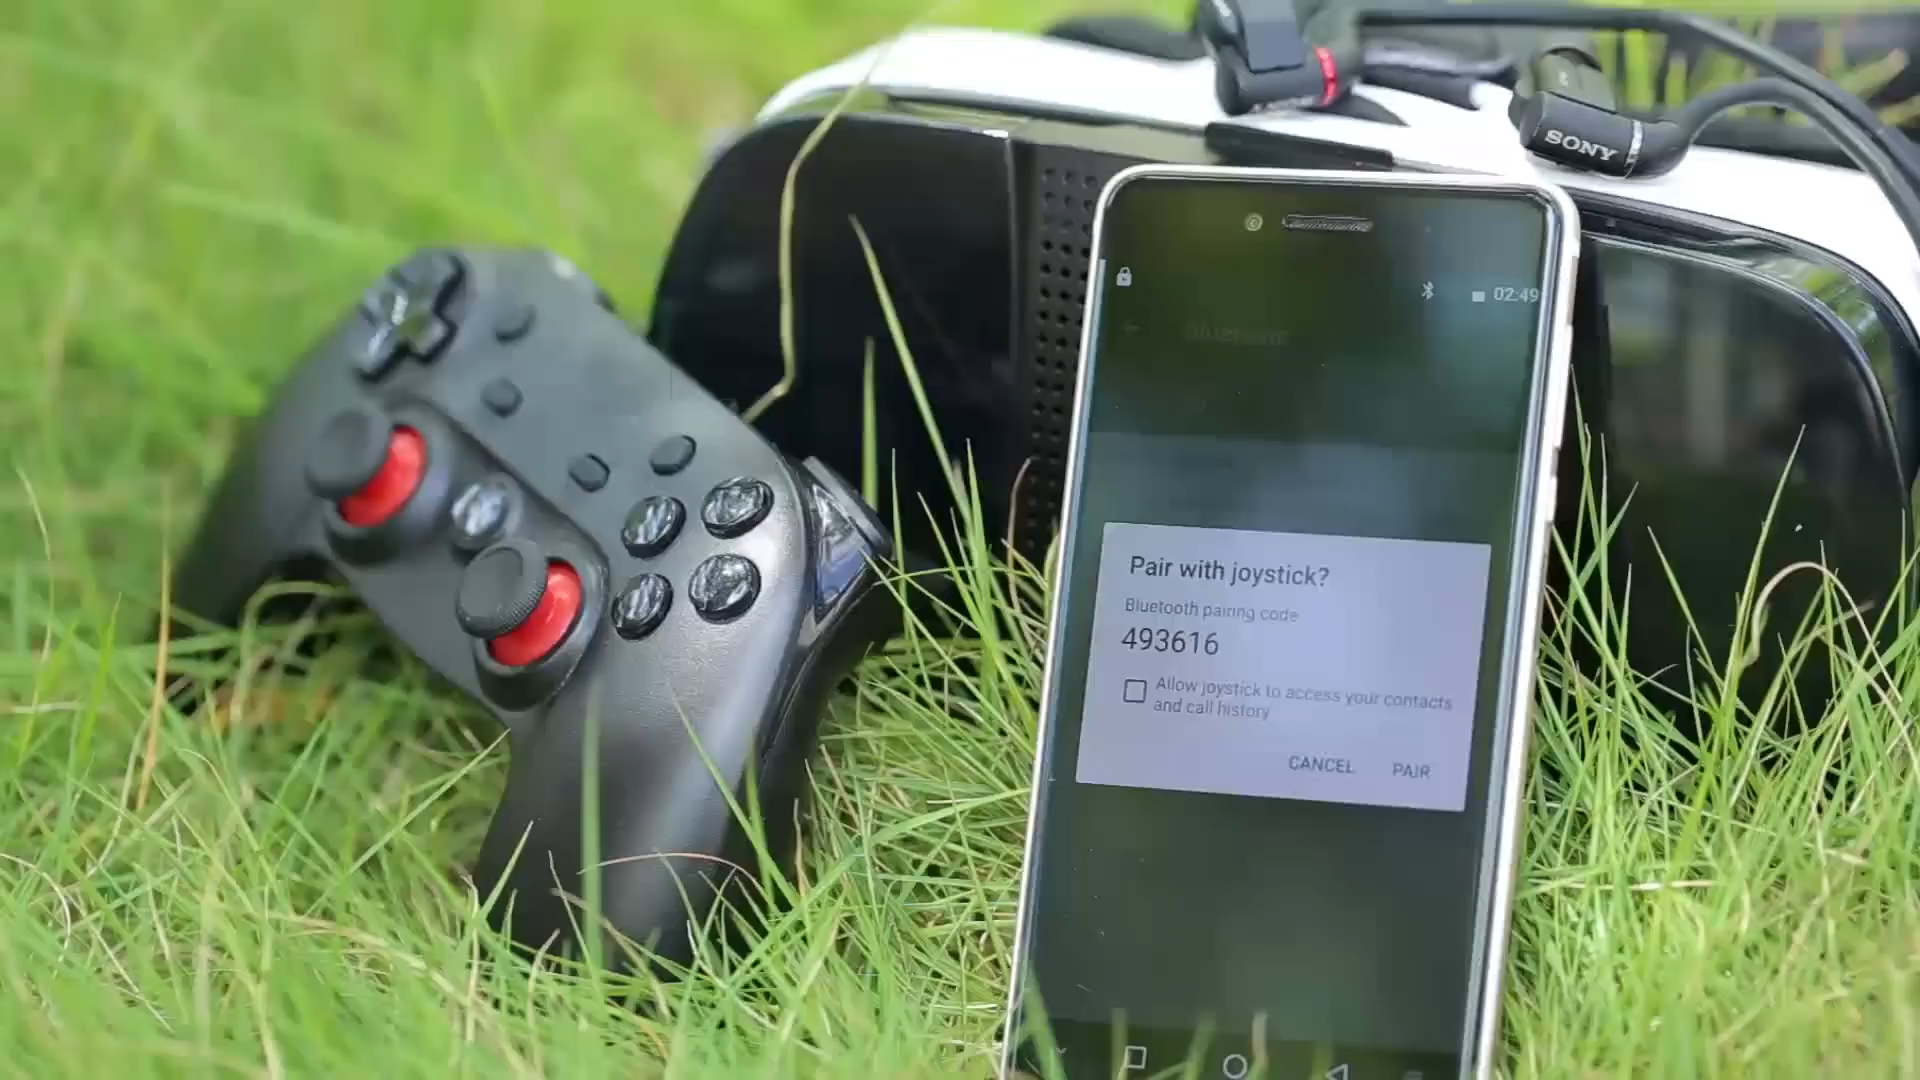 SONY
02:49
Bluetooth
Pair with joystick?
Bluetooth pairing code
493616
Allow joystick to access your contacts
and call history
CANCEL PAIR